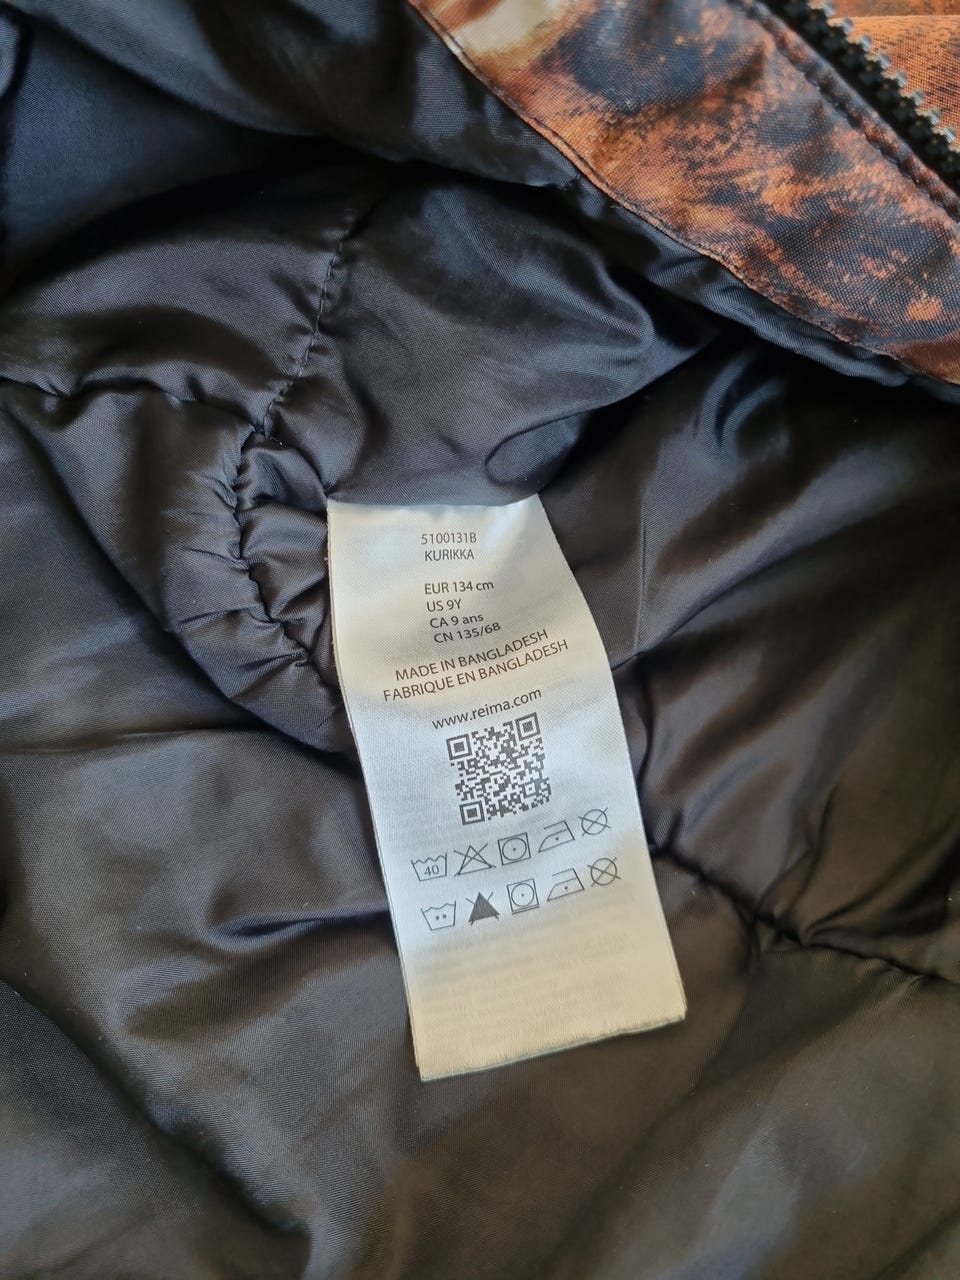 5100131B
KURIKKA
EUR 134 cm
US 9Y
CA 9 ans
CN 135/68
MADE IN BANGLADESH
FABRIQUE EN BANGLADESH
www.reima.com
40